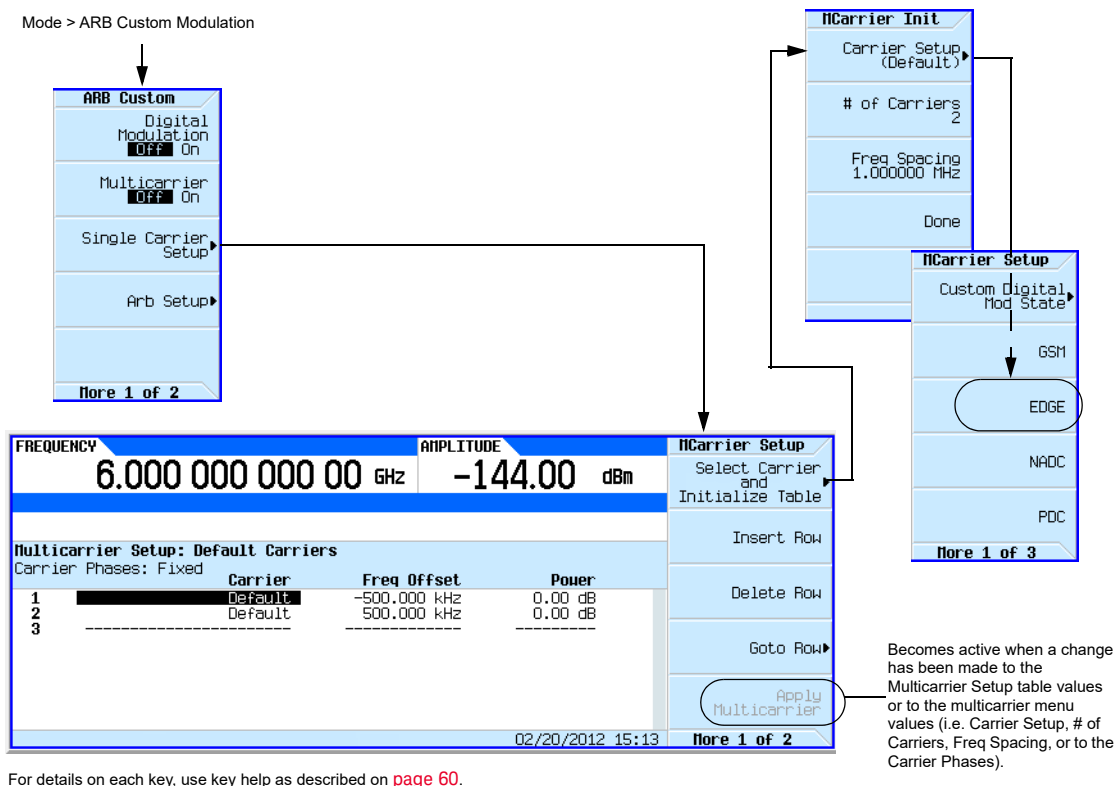 Mode > ARB Custom Modulation
ARB Custom
Digital
Modulation
Off On
Multicarrier
Off On
Single Carrier
Setup
Arb Setup
More 1 of 2
MCarrier Init
Carrier Setup
(Default)
# of Carriers
2
Freq Spacing
1.000000 MHz
Done
MCarrier Setup
Custom Digital
Mod State
GSM
EDGE
NADC
PDC
More 1 of 3
FREQUENCY
6.000 000 000 00 GHz
AMPLITUDE
-144.00 dBm
Multicarrier Setup: Default Carriers
Carrier Phases: Fixed
Carrier Freq Offset Power
1 Default -500.000 kHz 0.00 dB
2 Default 500.000 kHz 0.00 dB
3 ---------------------- ------------- ---------
02/20/2012 15:13
MCarrier Setup
Select Carrier
and
Initialize Table
Insert Row
Delete Row
Goto Row
Apply
Multicarrier
More 1 of 2
Becomes active when a change
has been made to the
Multicarrier Setup table values
or to the multicarrier menu
values (i.e. Carrier Setup, # of
Carriers, Freq Spacing, or to the
Carrier Phases).
For details on each key, use key help as described on page 60.